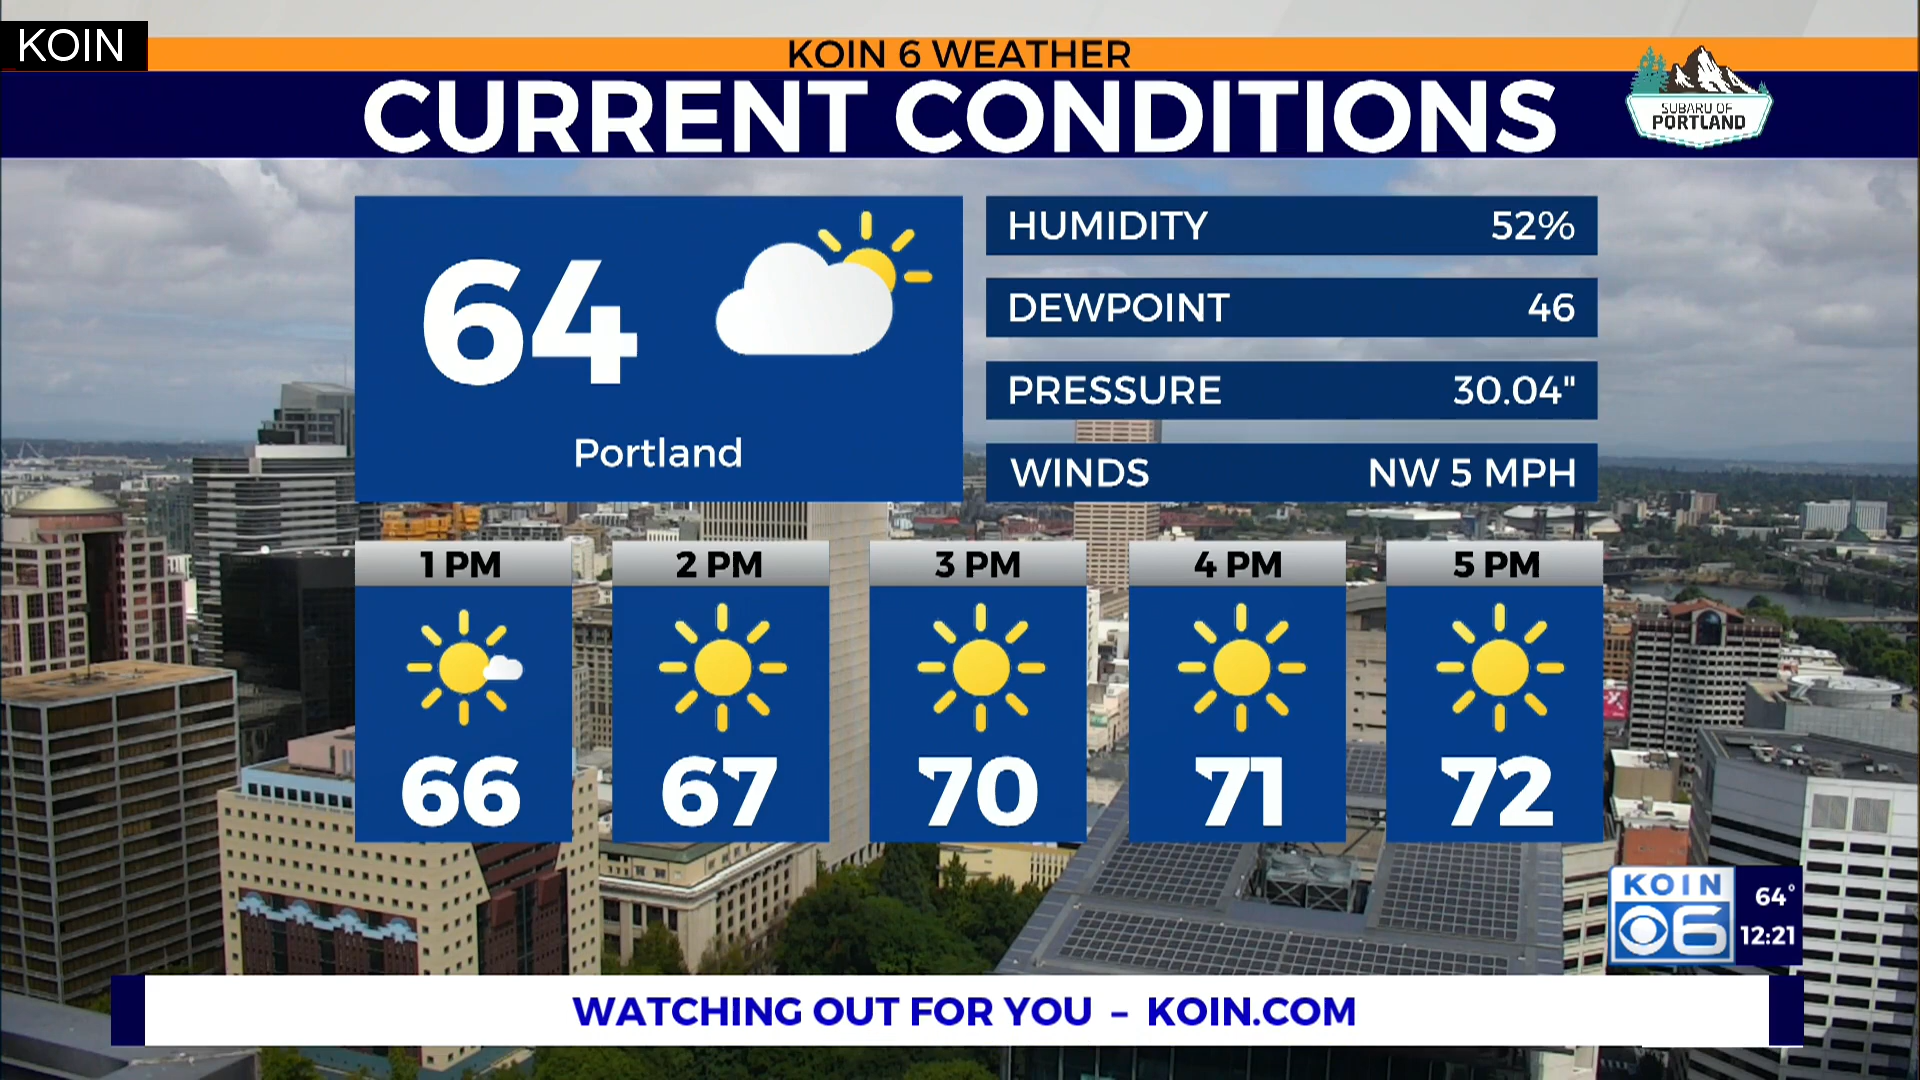 KOIN
KOIN 6 WEATHER
CURRENT CONDITIONS
SUBARU OF
PORTLAND
64
Portland
HUMIDITY 52%
DEWPOINT 46
PRESSURE 30.04"
WINDS NW 5 MPH
1 PM 2 PM 3 PM 4 PM 5 PM
66 67 70 71 72
KOIN
6
64°
12:21
WATCHING OUT FOR YOU – KOIN.COM